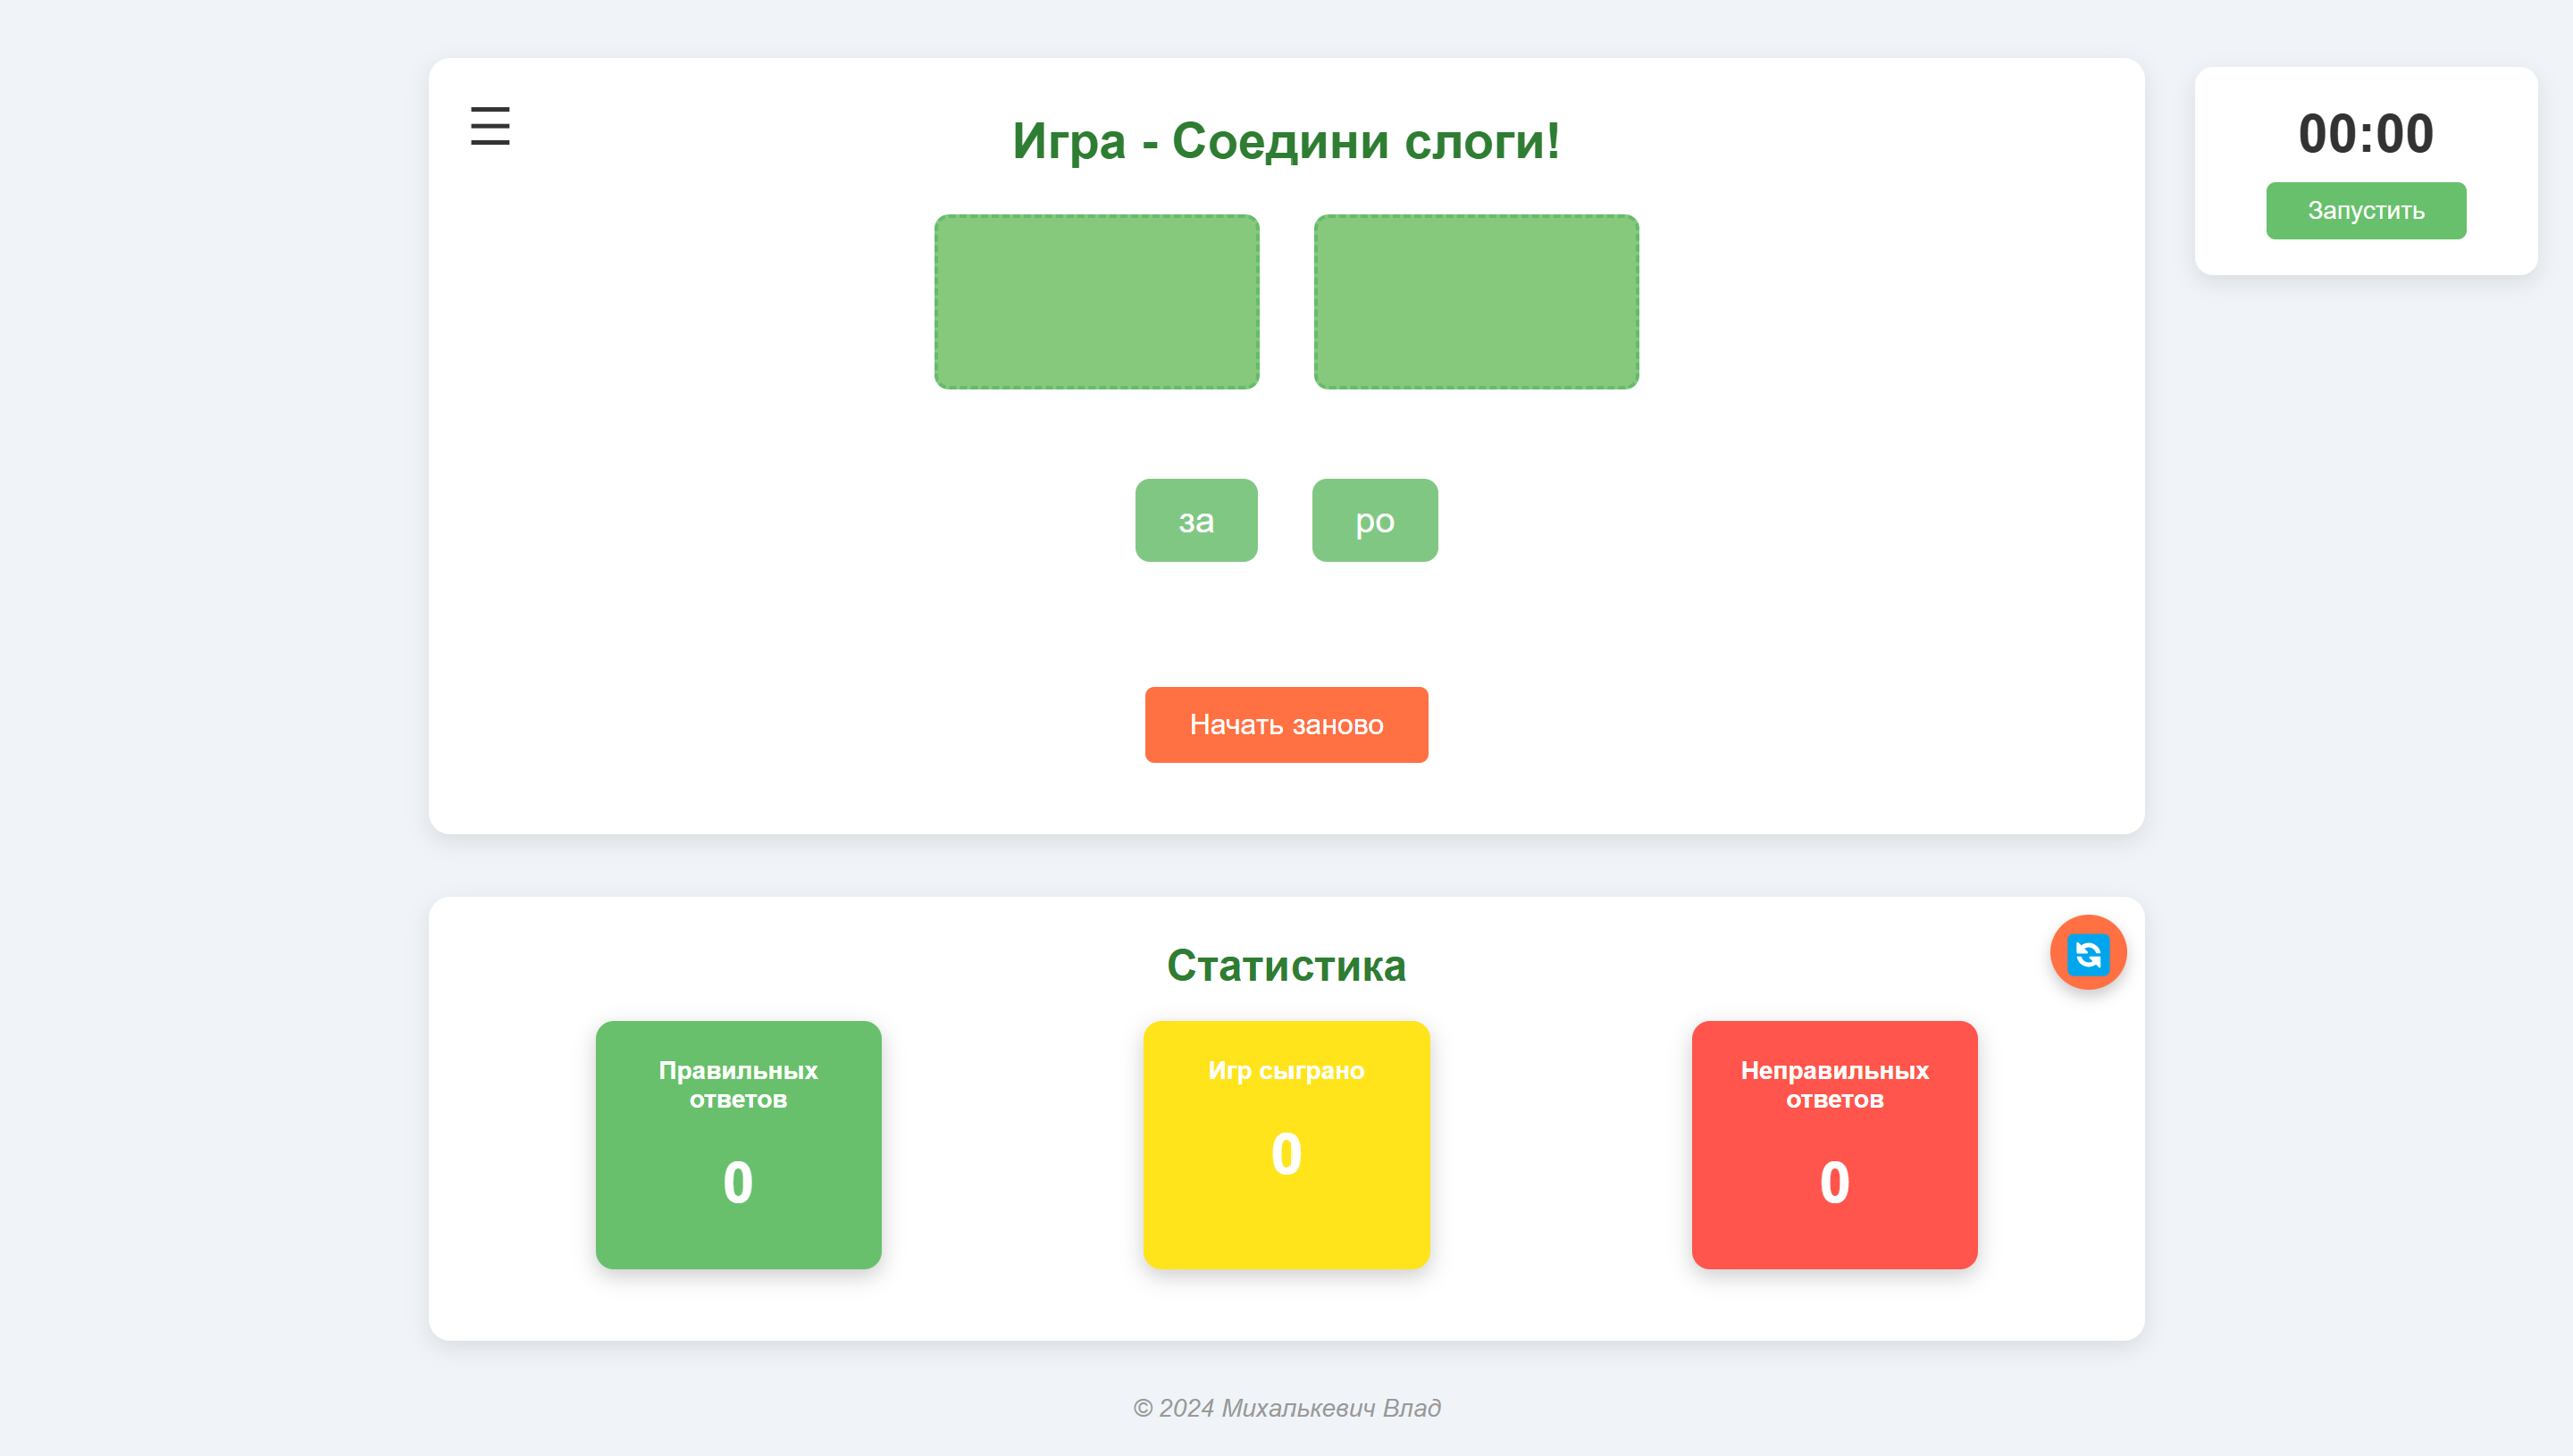 Игра - Соедини слоги!
00:00
Запустить
за
ро
Начать заново
Статистика
Правильных
ответов
0
Игр сыграно
0
Неправильных
ответов
0
© 2024 Михалькевич Влад